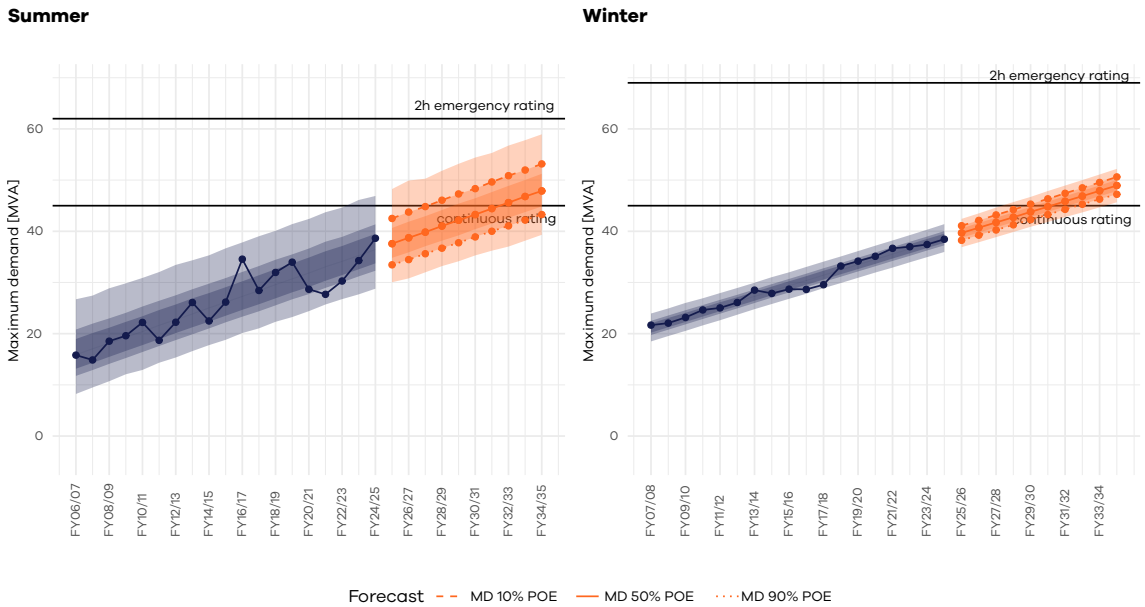 Summer
Winter
Maximum demand [MVA]
60
40
20
0
2h emergency rating
continuous rating
FY06/07
FY08/09
FY10/11
FY12/13
FY14/15
FY16/17
FY18/19
FY20/21
FY22/23
FY24/25
FY26/27
FY28/29
FY30/31
FY32/33
FY34/35
Maximum demand [MVA]
60
40
20
0
2h emergency rating
continuous rating
FY07/08
FY09/10
FY11/12
FY13/14
FY15/16
FY17/18
FY19/20
FY21/22
FY23/24
FY25/26
FY27/28
FY29/30
FY31/32
FY33/34
Forecast MD 10% POE MD 50% POE MD 90% POE